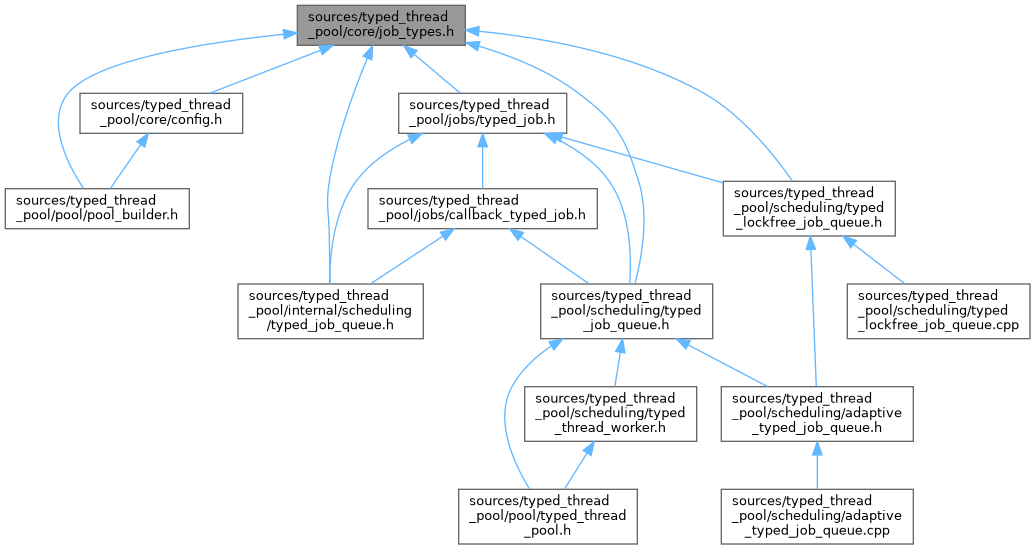 sources/typed_thread
_pool/core/job_types.h
sources/typed_thread
_pool/core/config.h
sources/typed_thread
_pool/jobs/typed_job.h
sources/typed_thread
_pool/pool/pool_builder.h
sources/typed_thread
_pool/jobs/callback_typed_job.h
sources/typed_thread
_pool/scheduling/typed
_lockfree_job_queue.h
sources/typed_thread
_pool/internal/scheduling
/typed_job_queue.h
sources/typed_thread
_pool/scheduling/typed
_job_queue.h
sources/typed_thread
_pool/scheduling/typed
_lockfree_job_queue.cpp
sources/typed_thread
_pool/scheduling/typed
_thread_worker.h
sources/typed_thread
_pool/scheduling/adaptive
_typed_job_queue.h
sources/typed_thread
_pool/pool/typed_thread
_pool.h
sources/typed_thread
_pool/scheduling/adaptive
_typed_job_queue.cpp